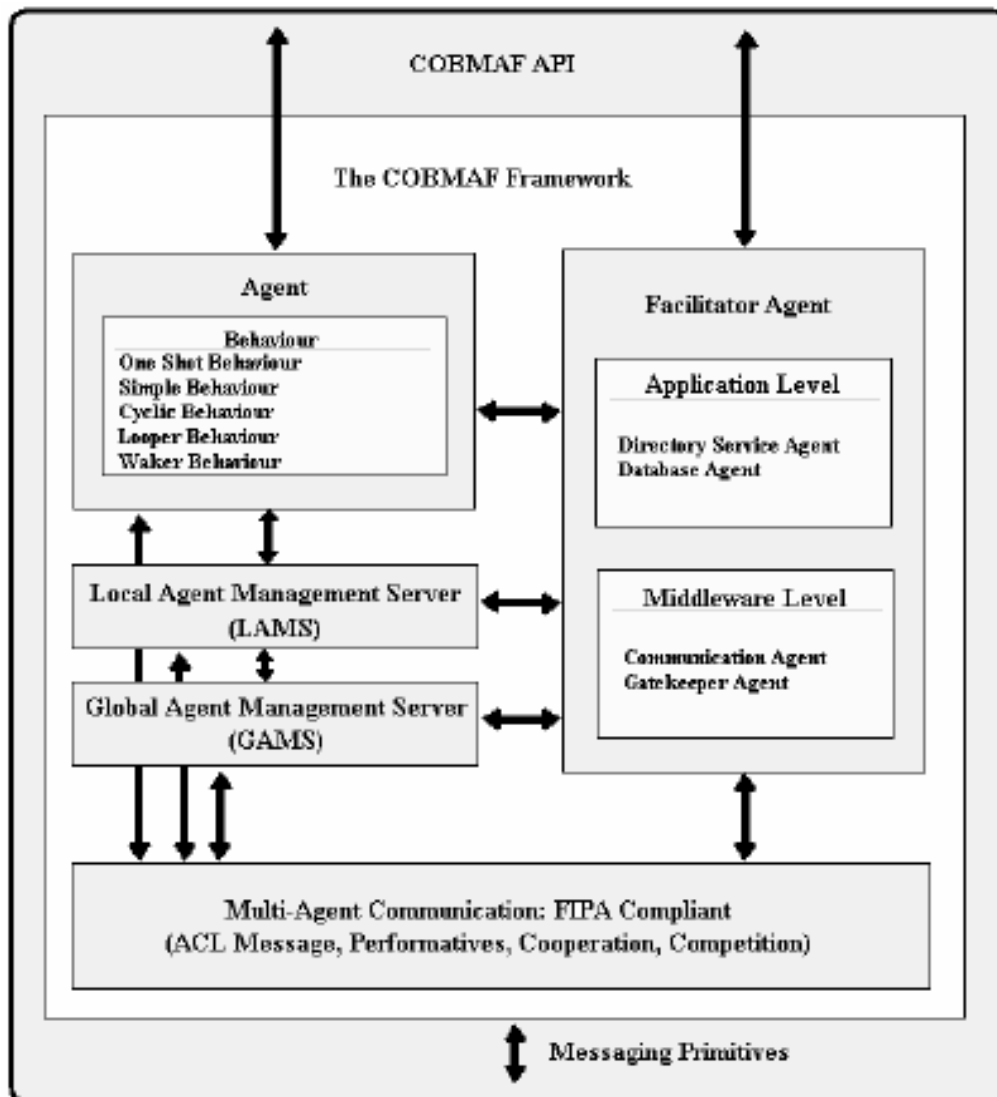 COBMAF API
The COBMAF Framework
Agent
Behaviour
One Shot Behaviour
Simple Behaviour
Cyclic Behaviour
Looper Behaviour
Waker Behaviour
Facilitator Agent
Application Level
Directory Service Agent
Database Agent
Middleware Level
Communication Agent
Gatekeeper Agent
Local Agent Management Server
(LAMS)
Global Agent Management Server
(GAMS)
Multi-Agent Communication: FIPA Compliant
(ACL Message, Performatives, Cooperation, Competition)
Messaging Primitives